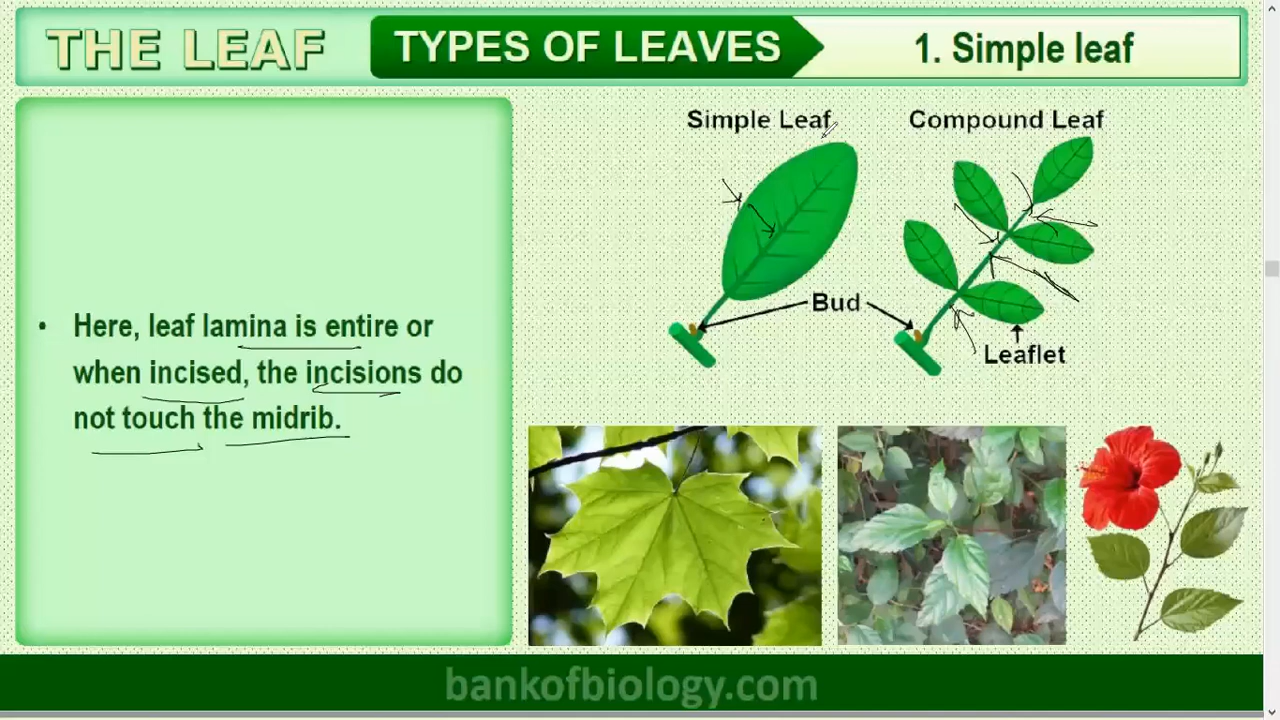 THE LEAF
TYPES OF LEAVES
1. Simple leaf
Simple Leaf
Compound Leaf
Bud
Leaflet
• Here, leaf lamina is entire or
when incised, the incisions do
not touch the midrib.
bankofbiology.com